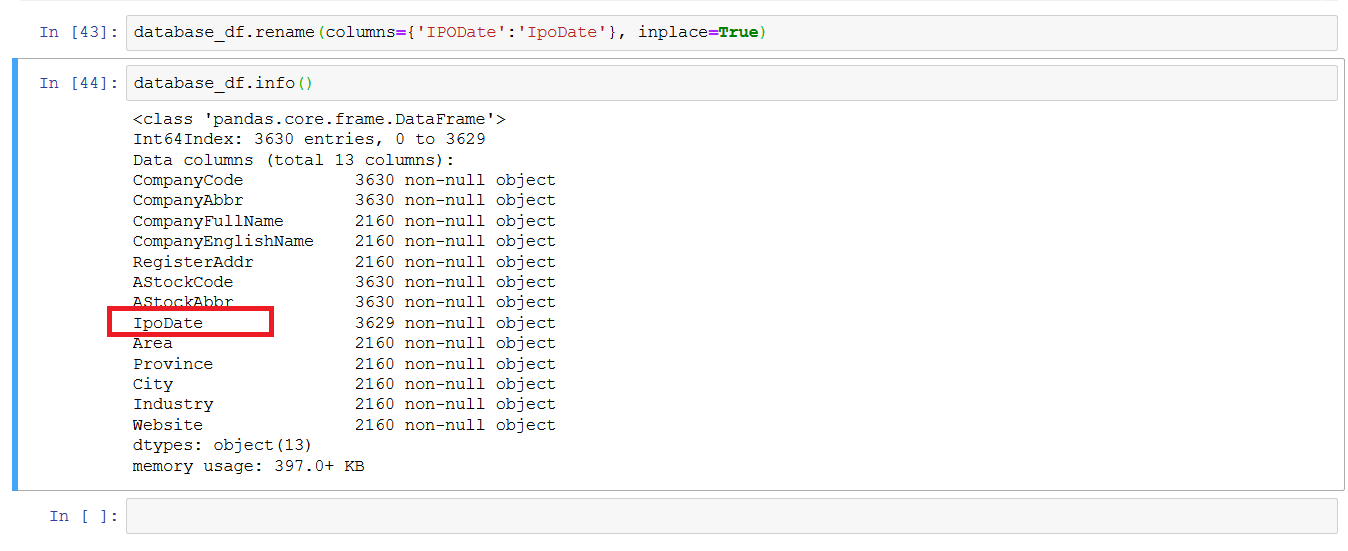 In [43]: database_df.rename(columns={'IPODate':'IpoDate'}, inplace=True)
In [44]: database_df.info()
<class 'pandas.core.frame.DataFrame'>
Int64Index: 3630 entries, 0 to 3629
Data columns (total 13 columns):
CompanyCode 3630 non-null object
CompanyAbbr 3630 non-null object
CompanyFullName 2160 non-null object
CompanyEnglishName 2160 non-null object
RegisterAddr 2160 non-null object
AStockCode 3630 non-null object
AStockAbbr 3630 non-null object
IpoDate 3629 non-null object
Area 2160 non-null object
Province 2160 non-null object
City 2160 non-null object
Industry 2160 non-null object
Website 2160 non-null object
dtypes: object(13)
memory usage: 397.0+ KB
In [ ]: